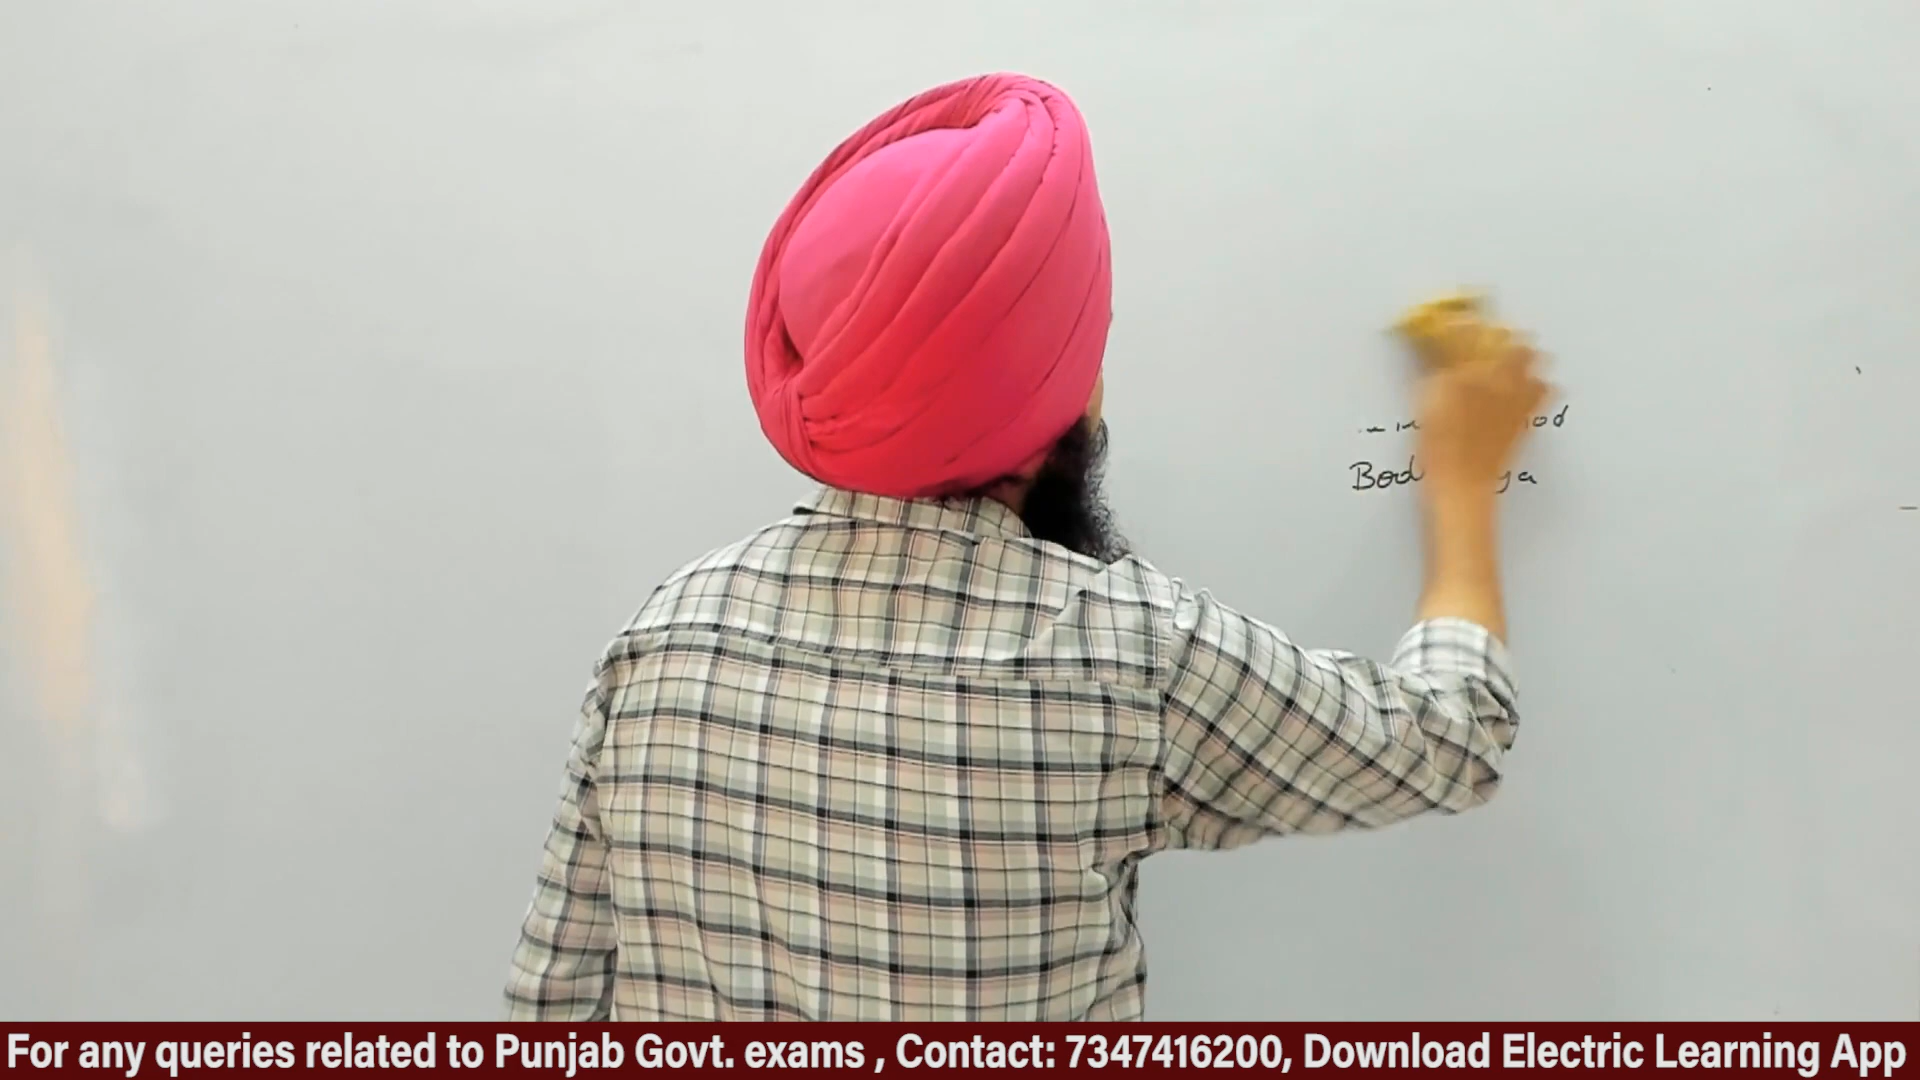 For any queries related to Punjab Govt. exams , Contact: 7347416200, Download Electric Learning App